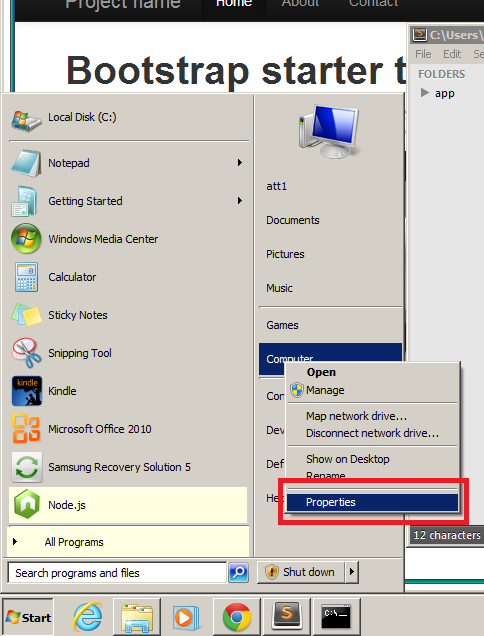 Project name Home About Contact
Bootstrap starter t
C:\Users\
File Edit Se
FOLDERS
app
Local Disk (C:)
Notepad
Getting Started
Windows Media Center
Calculator
Sticky Notes
Snipping Tool
kindle
Kindle
Microsoft Office 2010
Samsung Recovery Solution 5
Node.js
All Programs
Search programs and files
att1
Documents
Pictures
Music
Games
Computer
Con
Dev
Def
Hel
Shut down
Open
Manage
Map network drive...
Disconnect network drive...
Show on Desktop
Rename
Properties
12 characters
Start